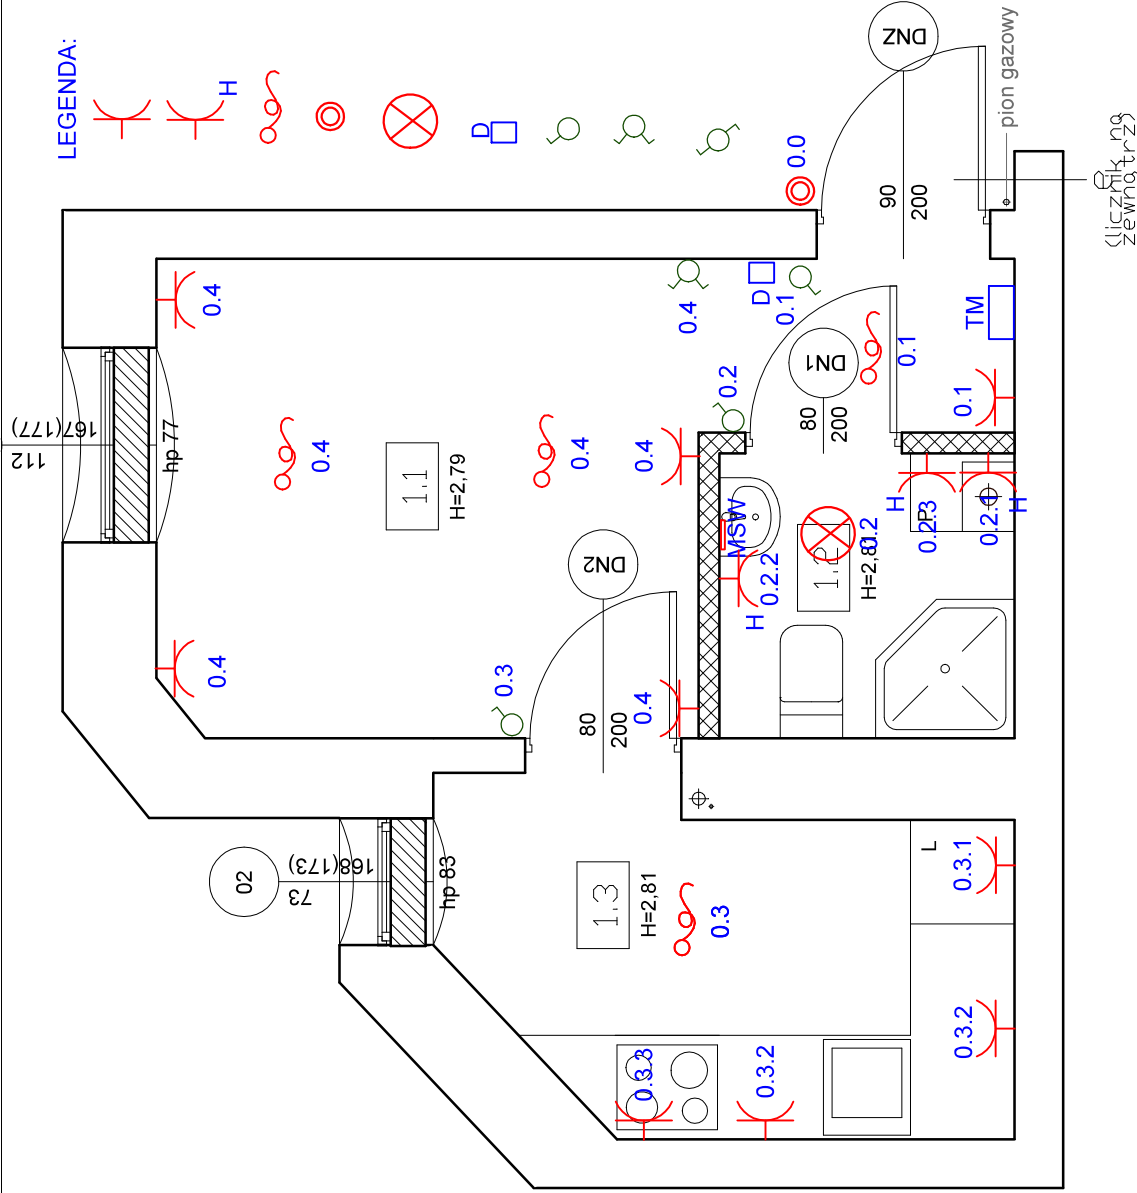 LEGENDA:
H
D
DNZ
pion gazowy
(licznik na
zewnątrz)
0.0
90
200
0.4
0.4
D
0.1
TM
0.1
0.1
DN1
80
200
0.2
167(177)
112
hp 77
0.4
1.1
H=2,79
0.4
0.4
MSW
H
0.2.3
P
0.2.1
H
0.2
1.2
H=2,81
0.2.2
H
DN2
80
200
0.4
0.3
0.4
02
168(173)
73
hp 83
1.3
H=2,81
0.3
L
0.3.1
0.3.2
0.3.3
0.3.2